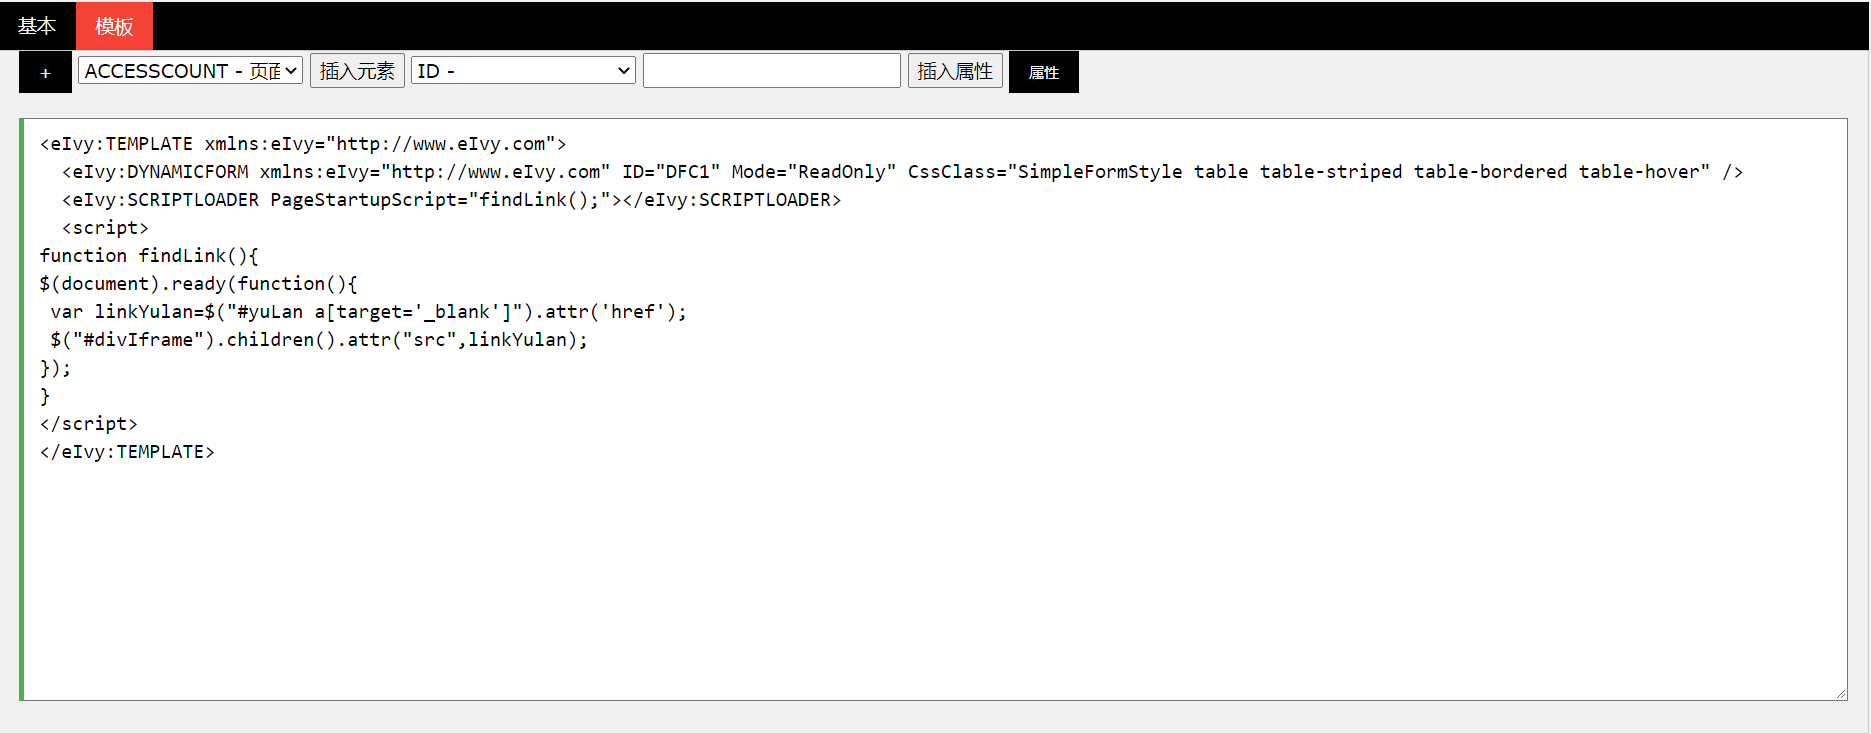 基本 模板
+ ACCESSCOUNT - 页面 插入元素 ID - 插入属性 属性
<eIvy:TEMPLATE xmlns:eIvy="http://www.eIvy.com">
  <eIvy:DYNAMICFORM xmlns:eIvy="http://www.eIvy.com" ID="DFC1" Mode="ReadOnly" CssClass="SimpleFormStyle table table-striped table-bordered table-hover" />
  <eIvy:SCRIPTLOADER PageStartupScript="findLink();"></eIvy:SCRIPTLOADER>
  <script>
function findLink(){
$(document).ready(function(){
 var linkYulan=$("#yuLan a[target='_blank']").attr('href');
 $("#divIframe").children().attr("src",linkYulan);
});
}
</script>
</eIvy:TEMPLATE>